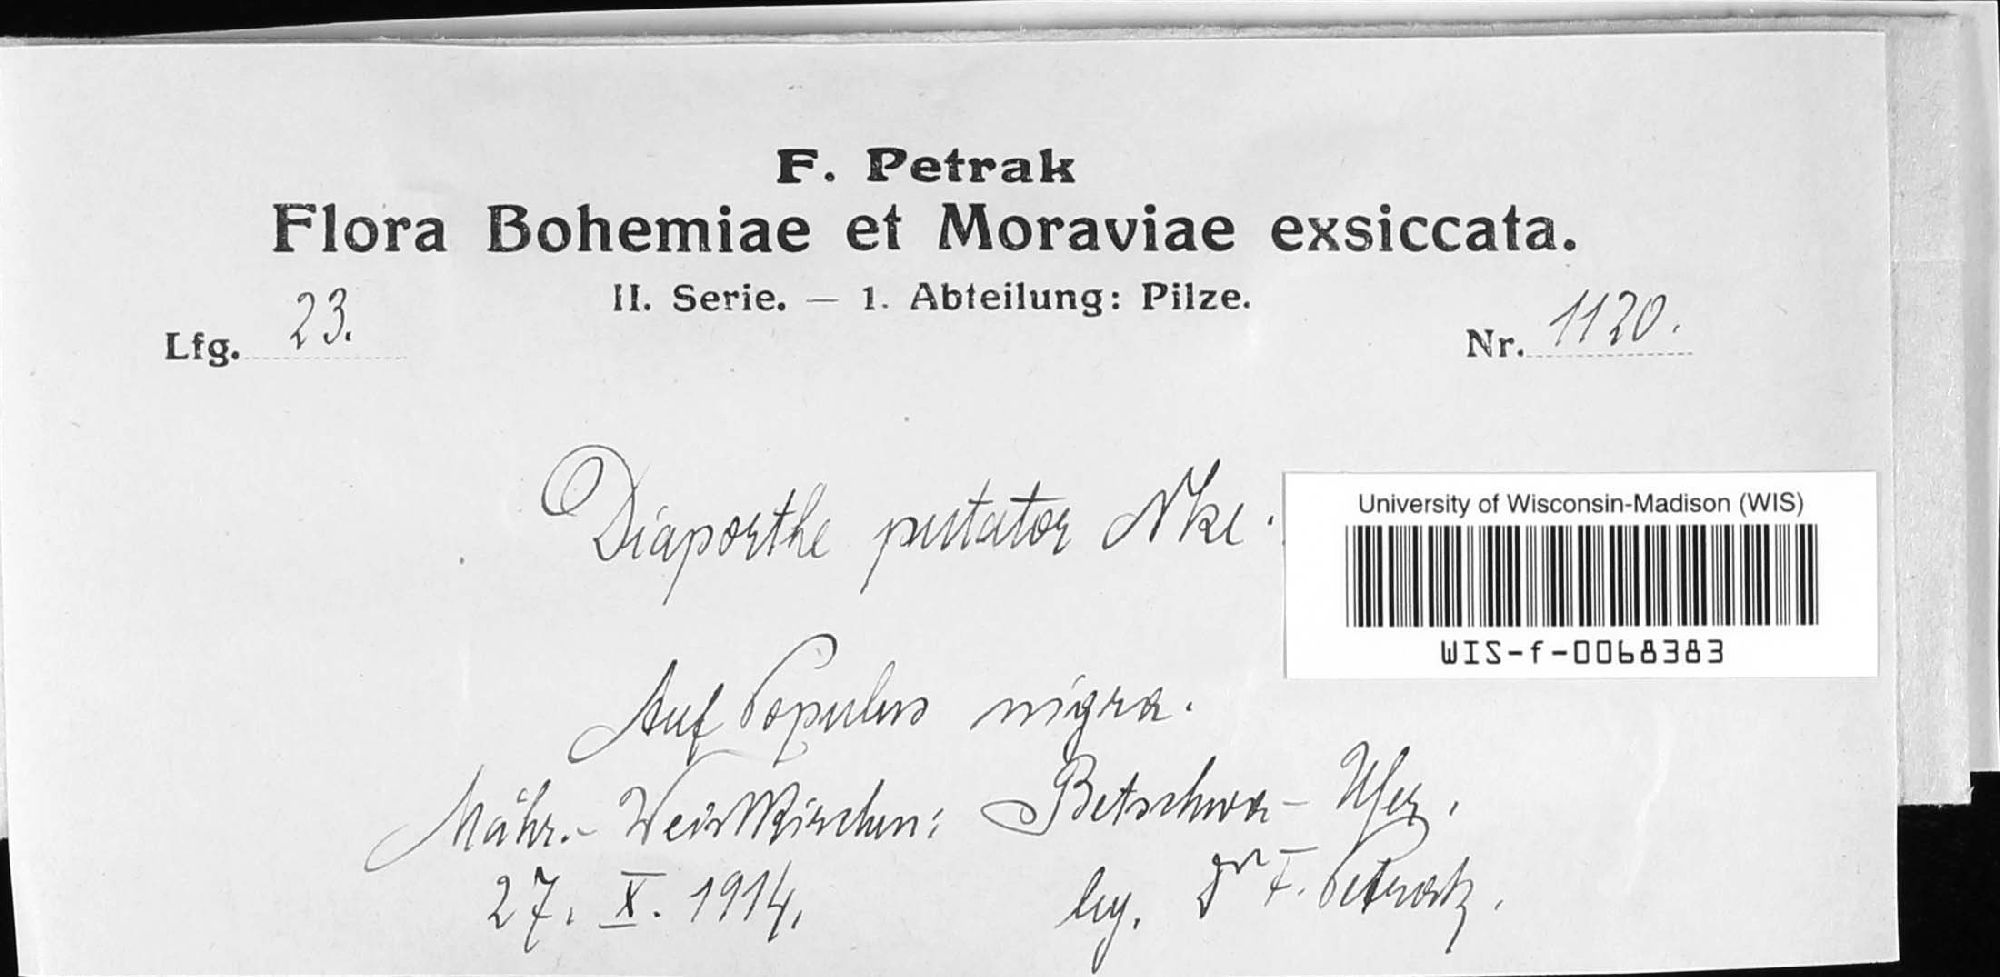 F. Petrak
Flora Bohemiae et Moraviae exsiccata.
II. Serie. — 1. Abteilung: Pilze.
Lfg. 23.
Nr. 1120.
Diaporthe putator Nke.
University of Wisconsin-Madison (WIS)
WIS-f-0068383
Auf Populus nigra.
Mähr.-Weisskirchen: Betschwa-Ufer.
27. X. 1914.
leg. Dr F. Petrak.